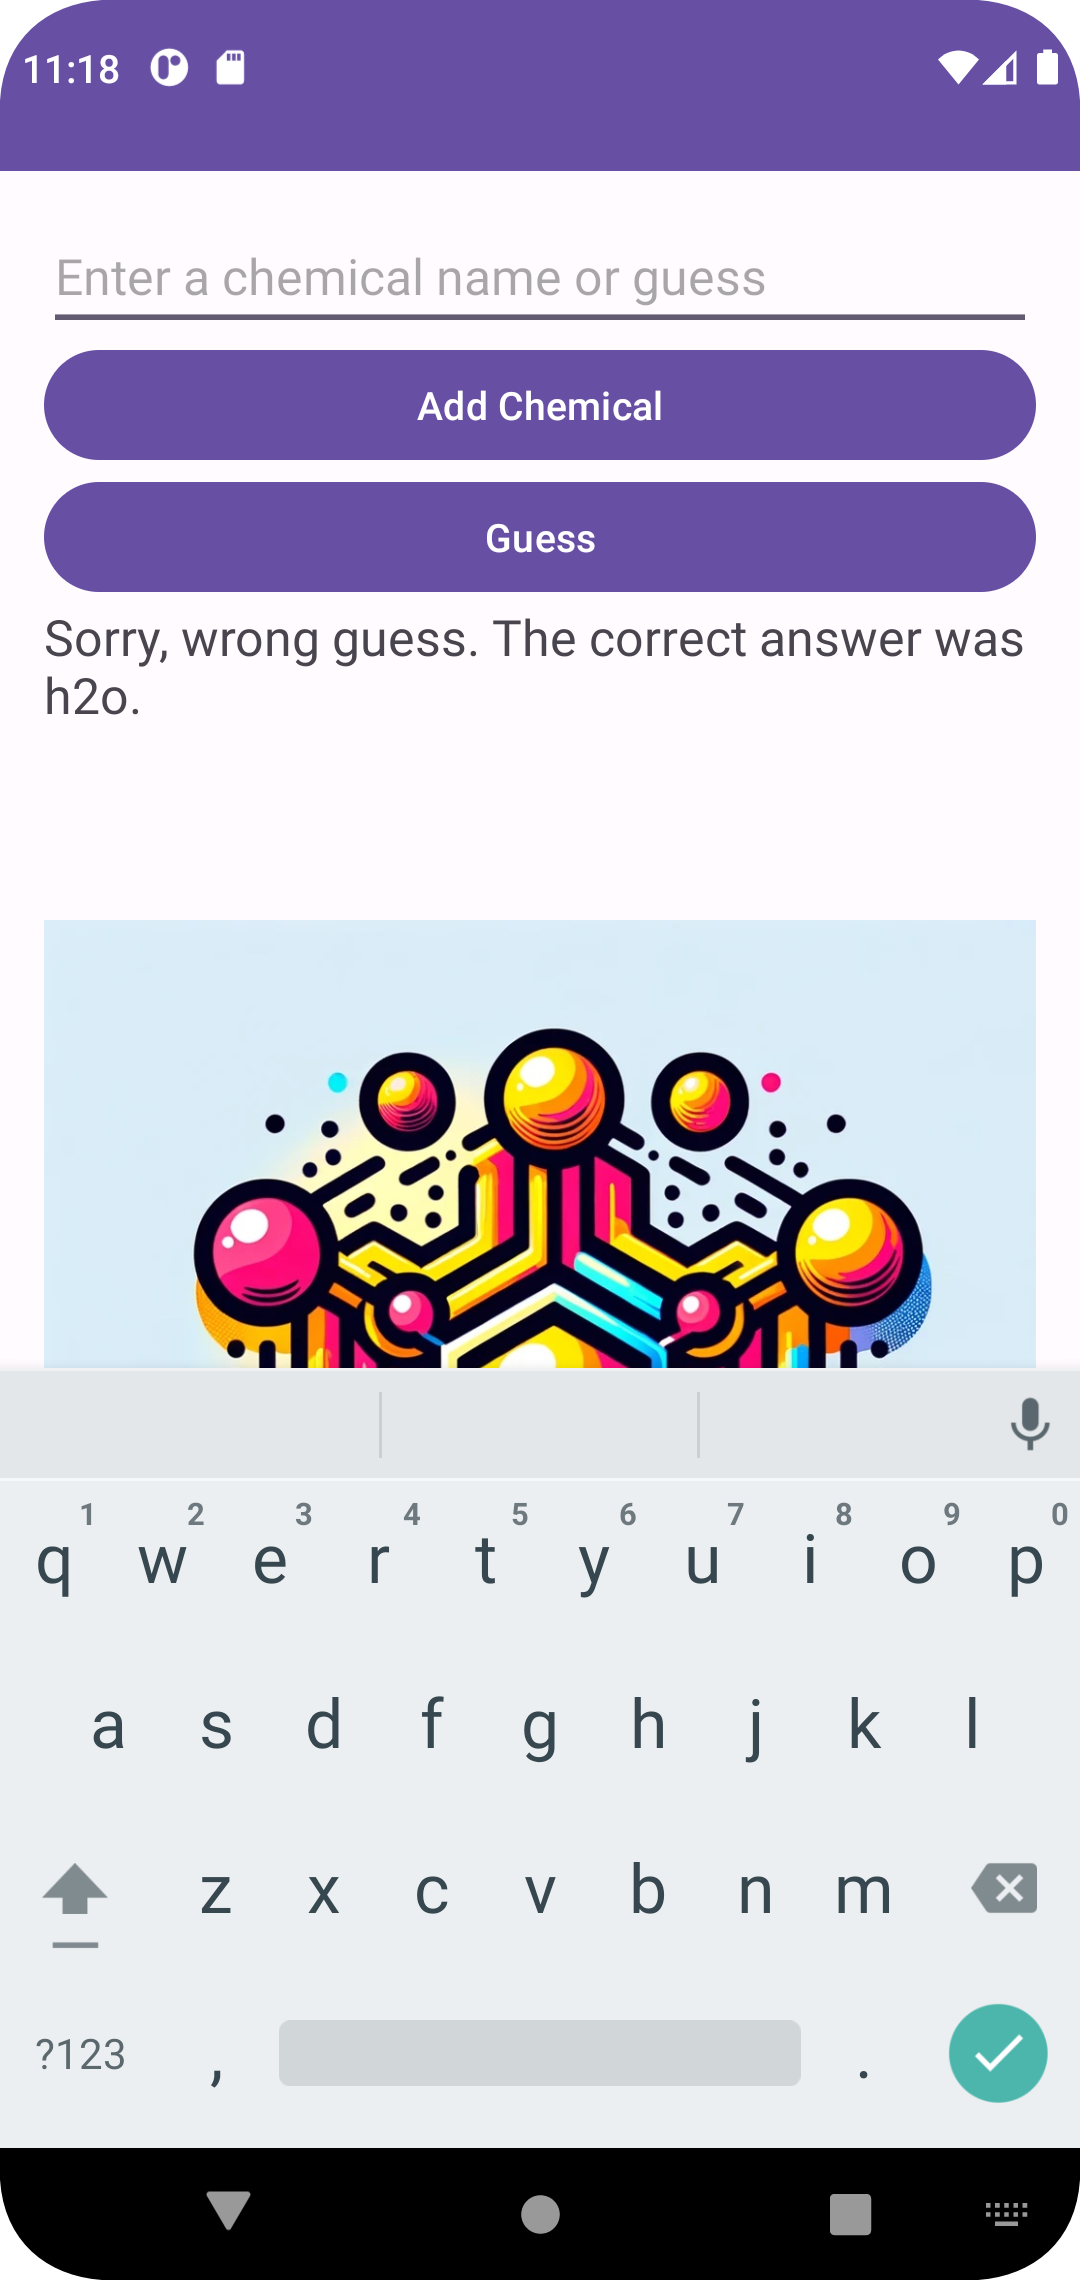 11:18
Enter a chemical name or guess
Add Chemical
Guess
Sorry, wrong guess. The correct answer was
h2o.
1 2 3 4 5 6 7 8 9 0
q w e r t y u i o p
a s d f g h j k l
z x c v b n m
?123 , .